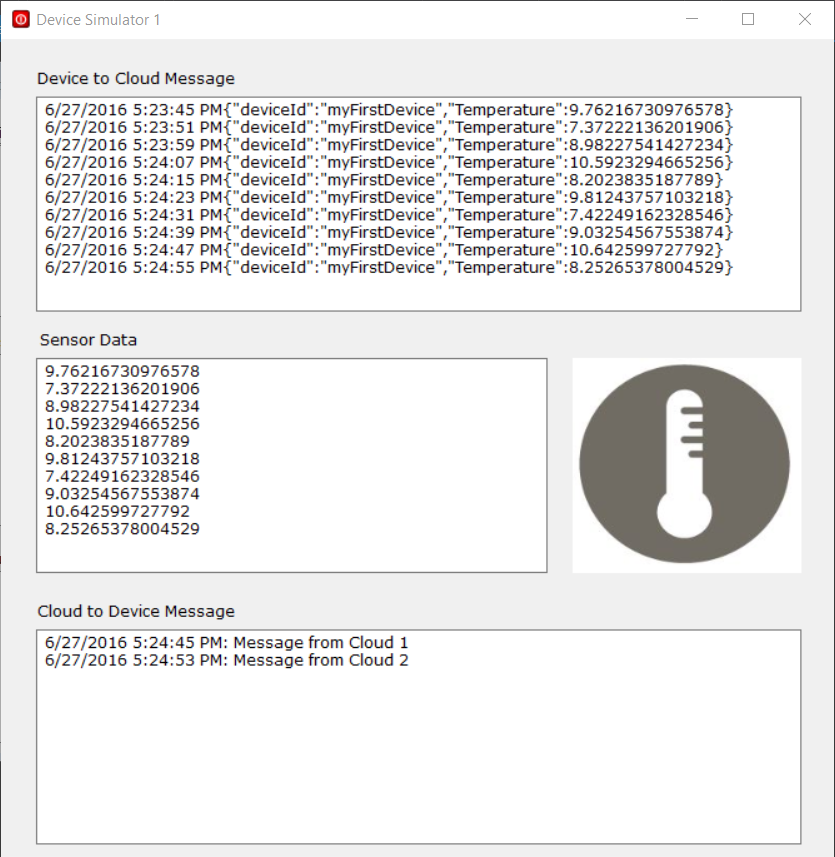 Device Simulator 1
Device to Cloud Message
6/27/2016 5:23:45 PM{"deviceId":"myFirstDevice","Temperature":9.76216730976578}
6/27/2016 5:23:51 PM{"deviceId":"myFirstDevice","Temperature":7.37222136201906}
6/27/2016 5:23:59 PM{"deviceId":"myFirstDevice","Temperature":8.98227541427234}
6/27/2016 5:24:07 PM{"deviceId":"myFirstDevice","Temperature":10.5923294665256}
6/27/2016 5:24:15 PM{"deviceId":"myFirstDevice","Temperature":8.2023835187789}
6/27/2016 5:24:23 PM{"deviceId":"myFirstDevice","Temperature":9.81243757103218}
6/27/2016 5:24:31 PM{"deviceId":"myFirstDevice","Temperature":7.42249162328546}
6/27/2016 5:24:39 PM{"deviceId":"myFirstDevice","Temperature":9.03254567553874}
6/27/2016 5:24:47 PM{"deviceId":"myFirstDevice","Temperature":10.642599727792}
6/27/2016 5:24:55 PM{"deviceId":"myFirstDevice","Temperature":8.25265378004529}
Sensor Data
9.76216730976578
7.37222136201906
8.98227541427234
10.5923294665256
8.2023835187789
9.81243757103218
7.42249162328546
9.03254567553874
10.642599727792
8.25265378004529
Cloud to Device Message
6/27/2016 5:24:45 PM: Message from Cloud 1
6/27/2016 5:24:53 PM: Message from Cloud 2